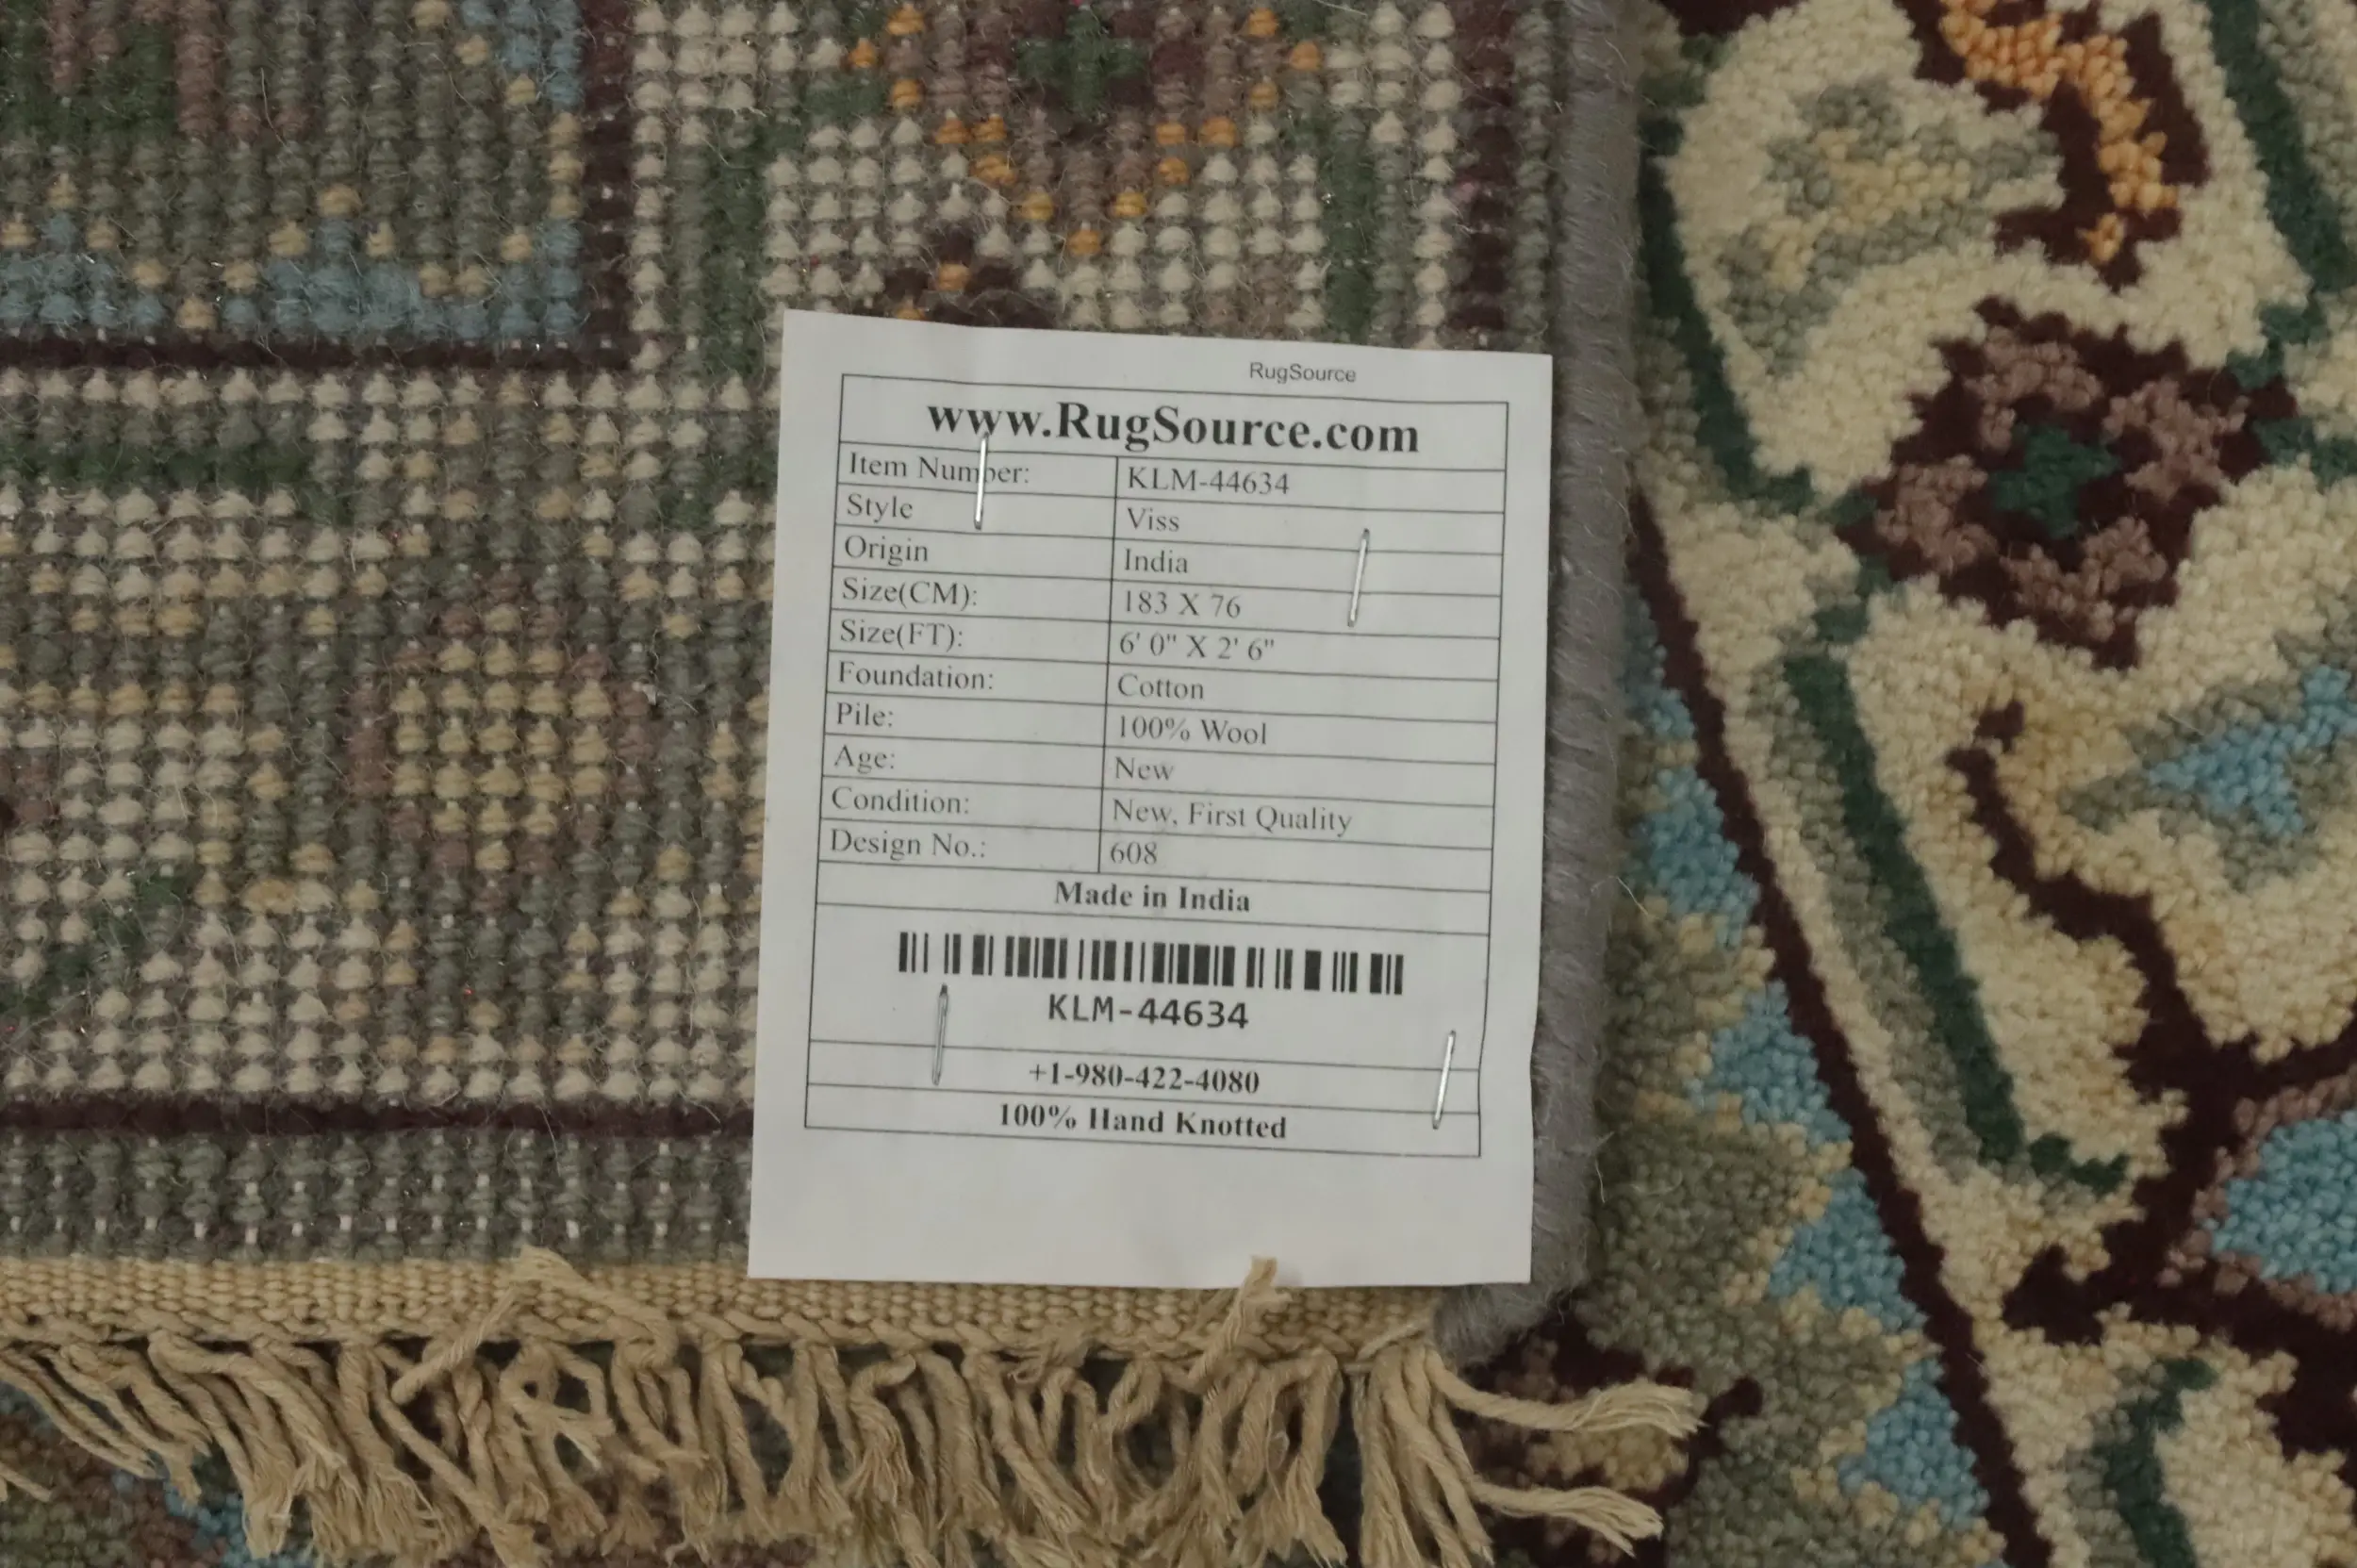 RugSource
www.RugSource.com
Item Number: KLM-44634
Style Viss
Origin India
Size(CM): 183 X 76
Size(FT): 6' 0" X 2' 6"
Foundation: Cotton
Pile: 100% Wool
Age: New
Condition: New, First Quality
Design No.: 608
Made in India
KLM-44634
+1-980-422-4080
100% Hand Knotted